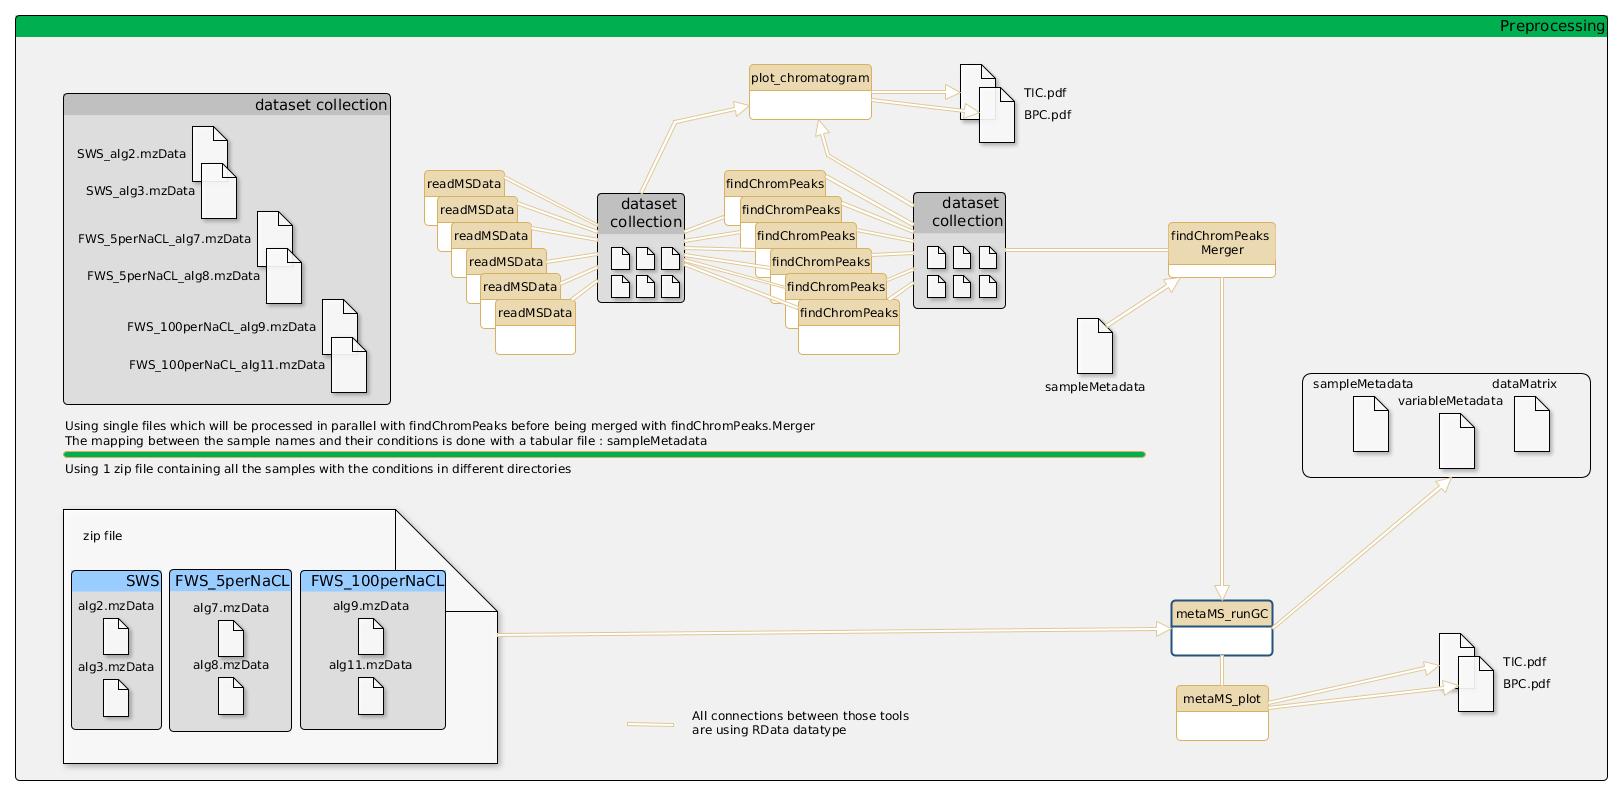 Preprocessing
dataset collection
SWS_alg2.mzData
SWS_alg3.mzData
FWS_5perNaCL_alg7.mzData
FWS_5perNaCL_alg8.mzData
FWS_100perNaCL_alg9.mzData
FWS_100perNaCL_alg11.mzData
readMSData
readMSData
readMSData
readMSData
readMSData
readMSData
dataset
collection
plot_chromatogram
TIC.pdf
BPC.pdf
findChromPeaks
findChromPeaks
findChromPeaks
findChromPeaks
findChromPeaks
findChromPeaks
dataset
collection
findChromPeaks
Merger
sampleMetadata
sampleMetadata
variableMetadata
dataMatrix
Using single files which will be processed in parallel with findChromPeaks before being merged with findChromPeaks.Merger
The mapping between the sample names and their conditions is done with a tabular file : sampleMetadata
Using 1 zip file containing all the samples with the conditions in different directories
zip file
SWS
alg2.mzData
alg3.mzData
FWS_5perNaCL
alg7.mzData
alg8.mzData
FWS_100perNaCL
alg9.mzData
alg11.mzData
metaMS_runGC
metaMS_plot
TIC.pdf
BPC.pdf
All connections between those tools
are using RData datatype